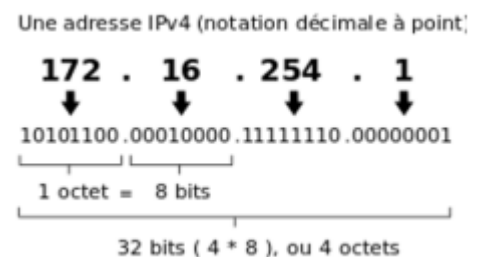 Une adresse IPv4 (notation décimale à point)
172 . 16 . 254 . 1
10101100 .00010000 .11111110 .00000001
1 octet = 8 bits
32 bits ( 4 * 8 ), ou 4 octets